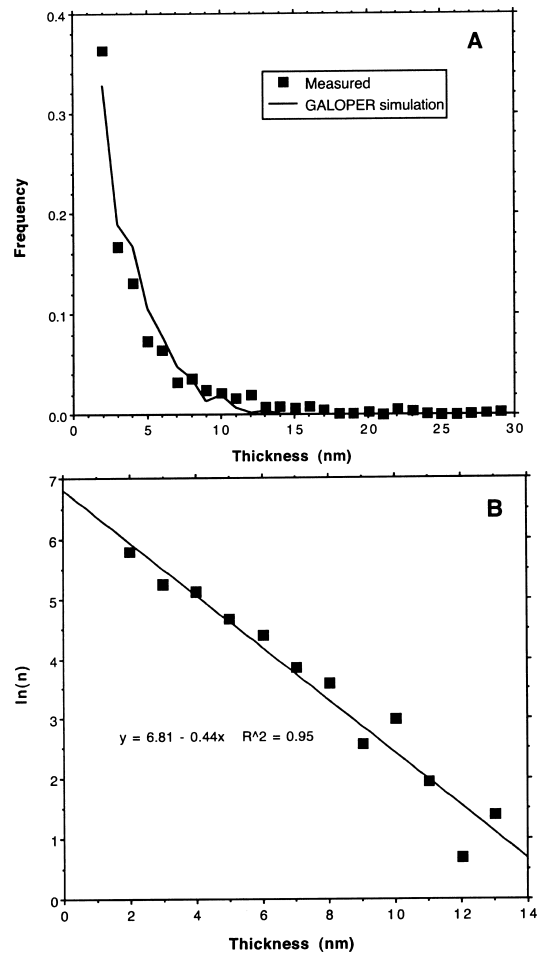 0.4
A
Measured
GALOPER simulation
0.3
0.2
0.1
0.0
Frequency
0 5 10 15 20 25 30
Thickness (nm)
7
B
6
5
4
3
2
1
0
ln(n)
y = 6.81 - 0.44x R^2 = 0.95
0 2 4 6 8 10 12 14
Thickness (nm)